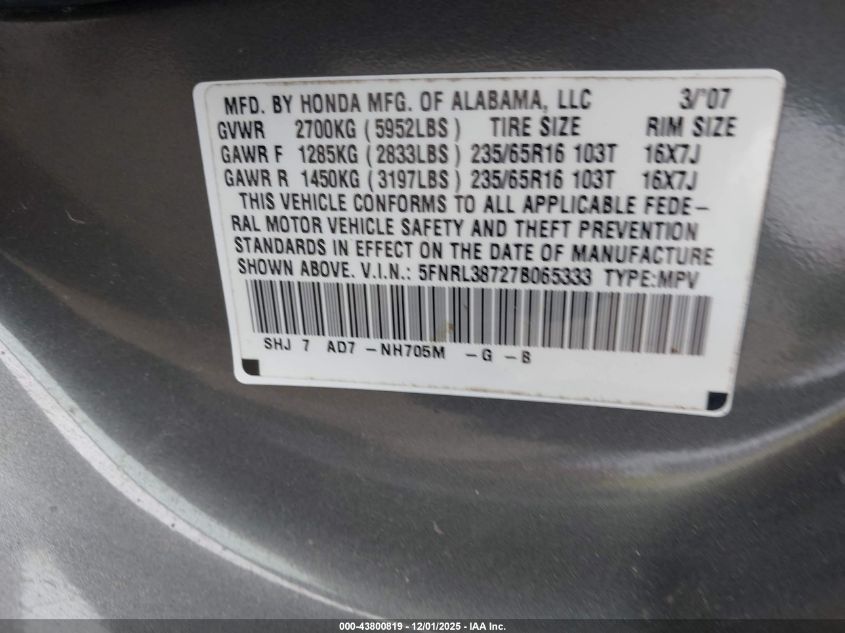 MFD. BY HONDA MFG. OF ALABAMA, LLC 3/'07
GVWR 2700KG (5952LBS) TIRE SIZE RIM SIZE
GAWR F 1285KG (2833LBS) 235/65R16 103T 16X7J
GAWR R 1450KG (3197LBS) 235/65R16 103T 16X7J
THIS VEHICLE CONFORMS TO ALL APPLICABLE FEDE-
RAL MOTOR VEHICLE SAFETY AND THEFT PREVENTION
STANDARDS IN EFFECT ON THE DATE OF MANUFACTURE
SHOWN ABOVE. V.I.N.: 5FNRL38727B065333 TYPE:MPV
SHJ 7 AD7 -NH705M -G -B
000-43800819 - 12/01/2025 - IAA Inc.